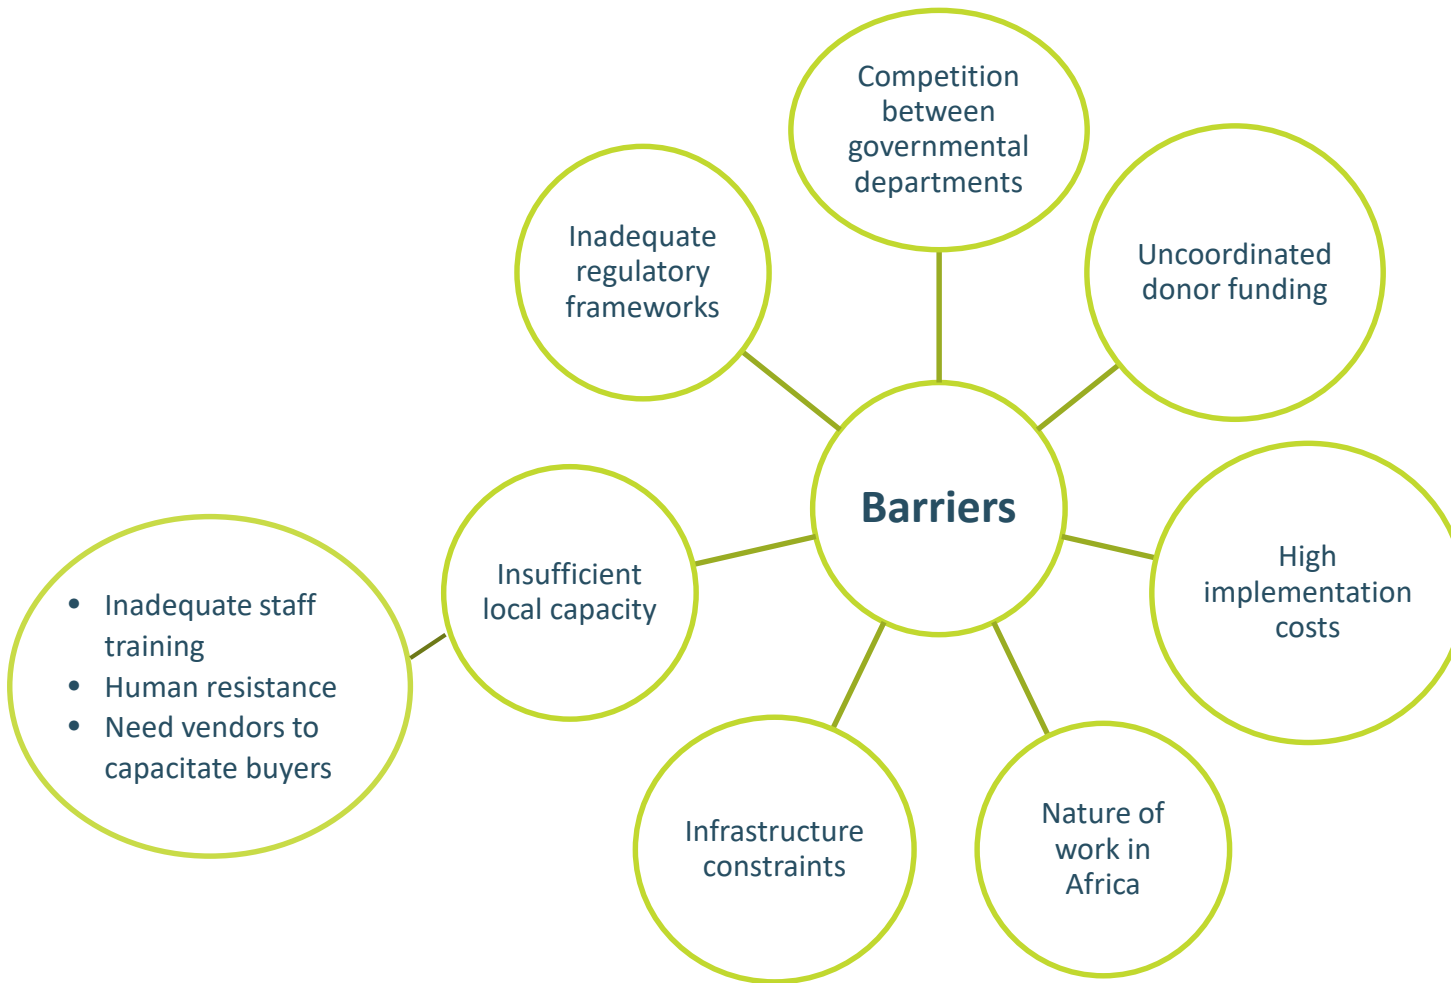 Competition
between
governmental
departments
Inadequate
regulatory
frameworks
Uncoordinated
donor funding
Barriers
High
implementation
costs
Insufficient
local capacity
• Inadequate staff
training
• Human resistance
• Need vendors to
capacitate buyers
Infrastructure
constraints
Nature of
work in
Africa